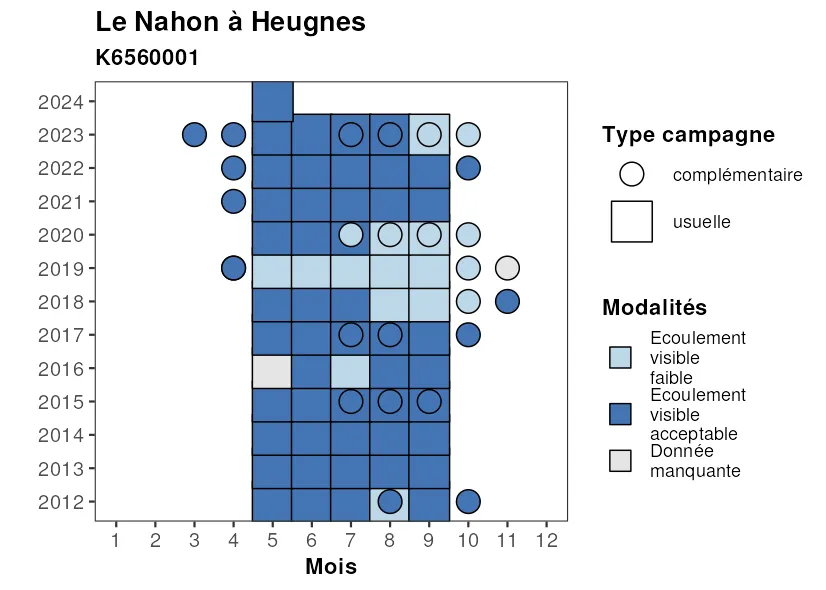 Le Nahon à Heugnes
K6560001
2024
2023
2022
2021
2020
2019
2018
2017
2016
2015
2014
2013
2012
1 2 3 4 5 6 7 8 9 10 11 12
Mois
Type campagne
complémentaire
usuelle
Modalités
Ecoulement
visible
faible
Ecoulement
visible
acceptable
Donnée
manquante